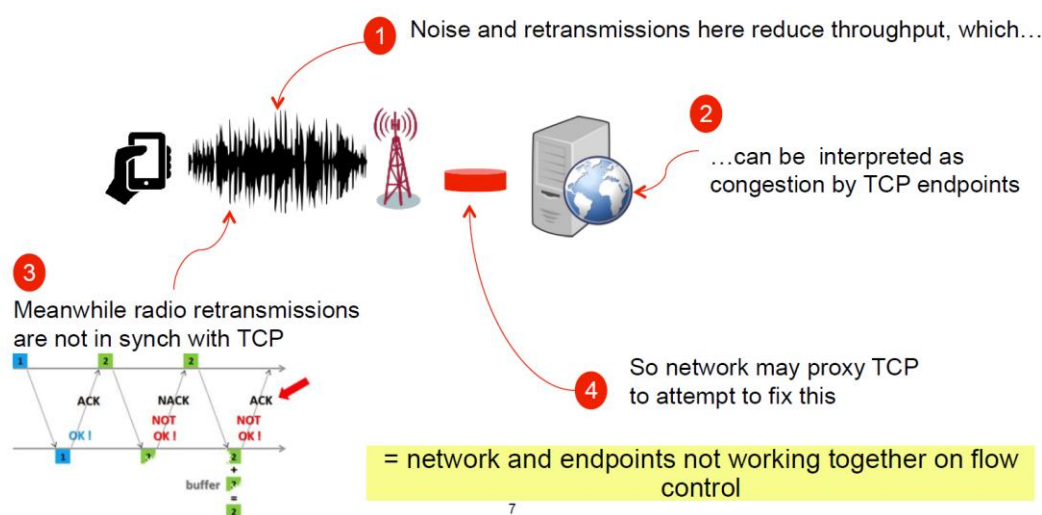 1
Noise and retransmissions here reduce throughput, which…
2
…can be interpreted as
congestion by TCP endpoints
3
Meanwhile radio retransmissions
are not in synch with TCP
1
2
2
ACK
NACK
ACK
OK !
NOT
OK !
NOT
OK !
1
2
2
+
buffer
=
2
4
So network may proxy TCP
to attempt to fix this
= network and endpoints not working together on flow
control
7